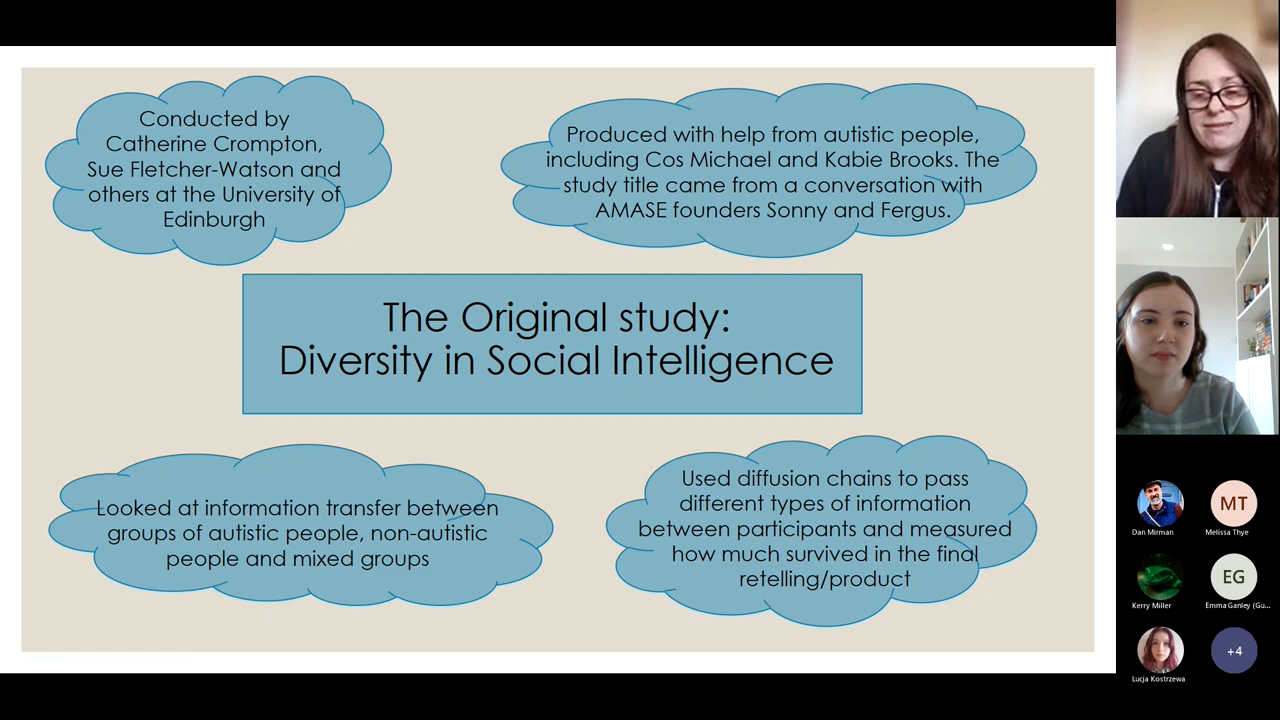 Conducted by
Catherine Crompton,
Sue Fletcher-Watson and
others at the University of
Edinburgh
Produced with help from autistic people,
including Cos Michael and Kabie Brooks. The
study title came from a conversation with
AMASE founders Sonny and Fergus.
The Original study:
Diversity in Social Intelligence
Looked at information transfer between
groups of autistic people, non-autistic
people and mixed groups
Used diffusion chains to pass
different types of information
between participants and measured
how much survived in the final
retelling/product
MT
Dan Mirman
Melissa Thye
EG
Kerry Miller
Emma Ganley (Gu...
+4
Lucja Kostrzewa